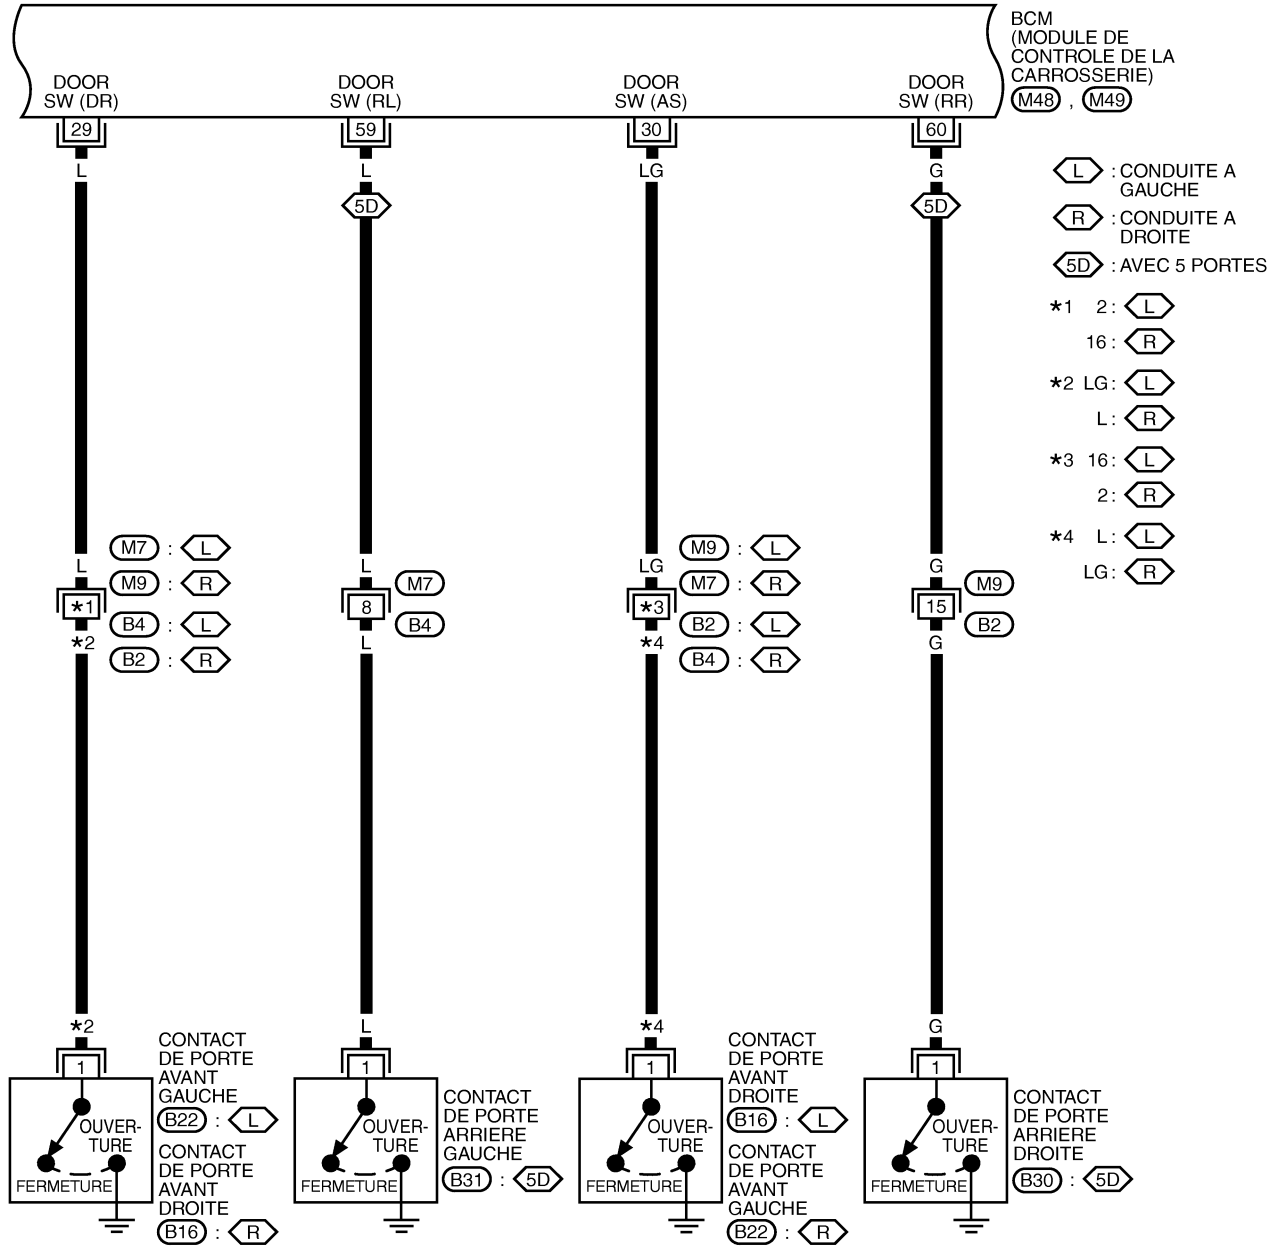 BCM
(MODULE DE
CONTROLE DE LA
CARROSSERIE)
M48 , M49
DOOR
SW (DR)
DOOR
SW (RL)
DOOR
SW (AS)
DOOR
SW (RR)
29
59
30
60
L
L
LG
G
5D
5D
L : CONDUITE A
GAUCHE
R : CONDUITE A
DROITE
5D : AVEC 5 PORTES
*1 2 : L
16 : R
*2 LG : L
L : R
*3 16 : L
2 : R
*4 L : L
LG : R
L
M7 : L
M9 : R
*1
B4 : L
*2
B2 : R
L
M7
8
B4
L
LG
M9 : L
M7 : R
*3
B2 : L
*4
B4 : R
G
M9
15
B2
G
*2
1
OUVER-
TURE
FERMETURE
CONTACT
DE PORTE
AVANT
GAUCHE
B22 : L
CONTACT
DE PORTE
AVANT
DROITE
B16 : R
L
1
OUVER-
TURE
FERMETURE
CONTACT
DE PORTE
ARRIERE
GAUCHE
B31 : 5D
*4
1
OUVER-
TURE
FERMETURE
CONTACT
DE PORTE
AVANT
DROITE
B16 : L
CONTACT
DE PORTE
AVANT
GAUCHE
B22 : R
G
1
OUVER-
TURE
FERMETURE
CONTACT
DE PORTE
ARRIERE
DROITE
B30 : 5D